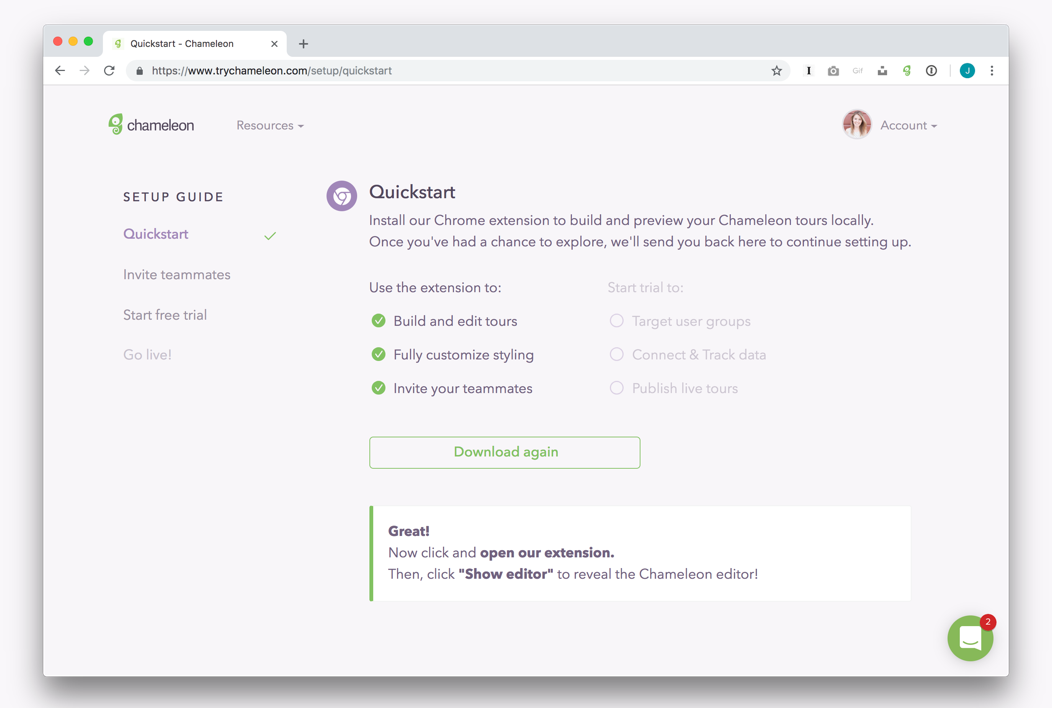 Quickstart - Chameleon
https://www.trychameleon.com/setup/quickstart
I
Gif
J
chameleon
Resources
Account
SETUP GUIDE
Quickstart
Invite teammates
Start free trial
Go live!
Quickstart
Install our Chrome extension to build and preview your Chameleon tours locally.
Once you've had a chance to explore, we'll send you back here to continue setting up.
Use the extension to:
Build and edit tours
Fully customize styling
Invite your teammates
Start trial to:
Target user groups
Connect & Track data
Publish live tours
Download again
Great!
Now click and open our extension.
Then, click "Show editor" to reveal the Chameleon editor!
2